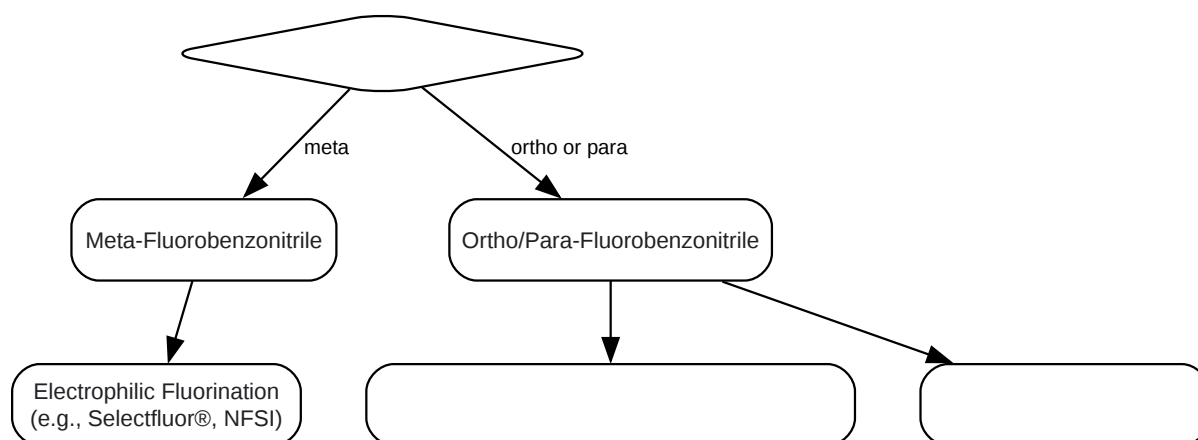 meta
ortho or para
Meta-Fluorobenzonitrile
Ortho/Para-Fluorobenzonitrile
Electrophilic Fluorination
(e.g., Selectfluor®, NFSI)